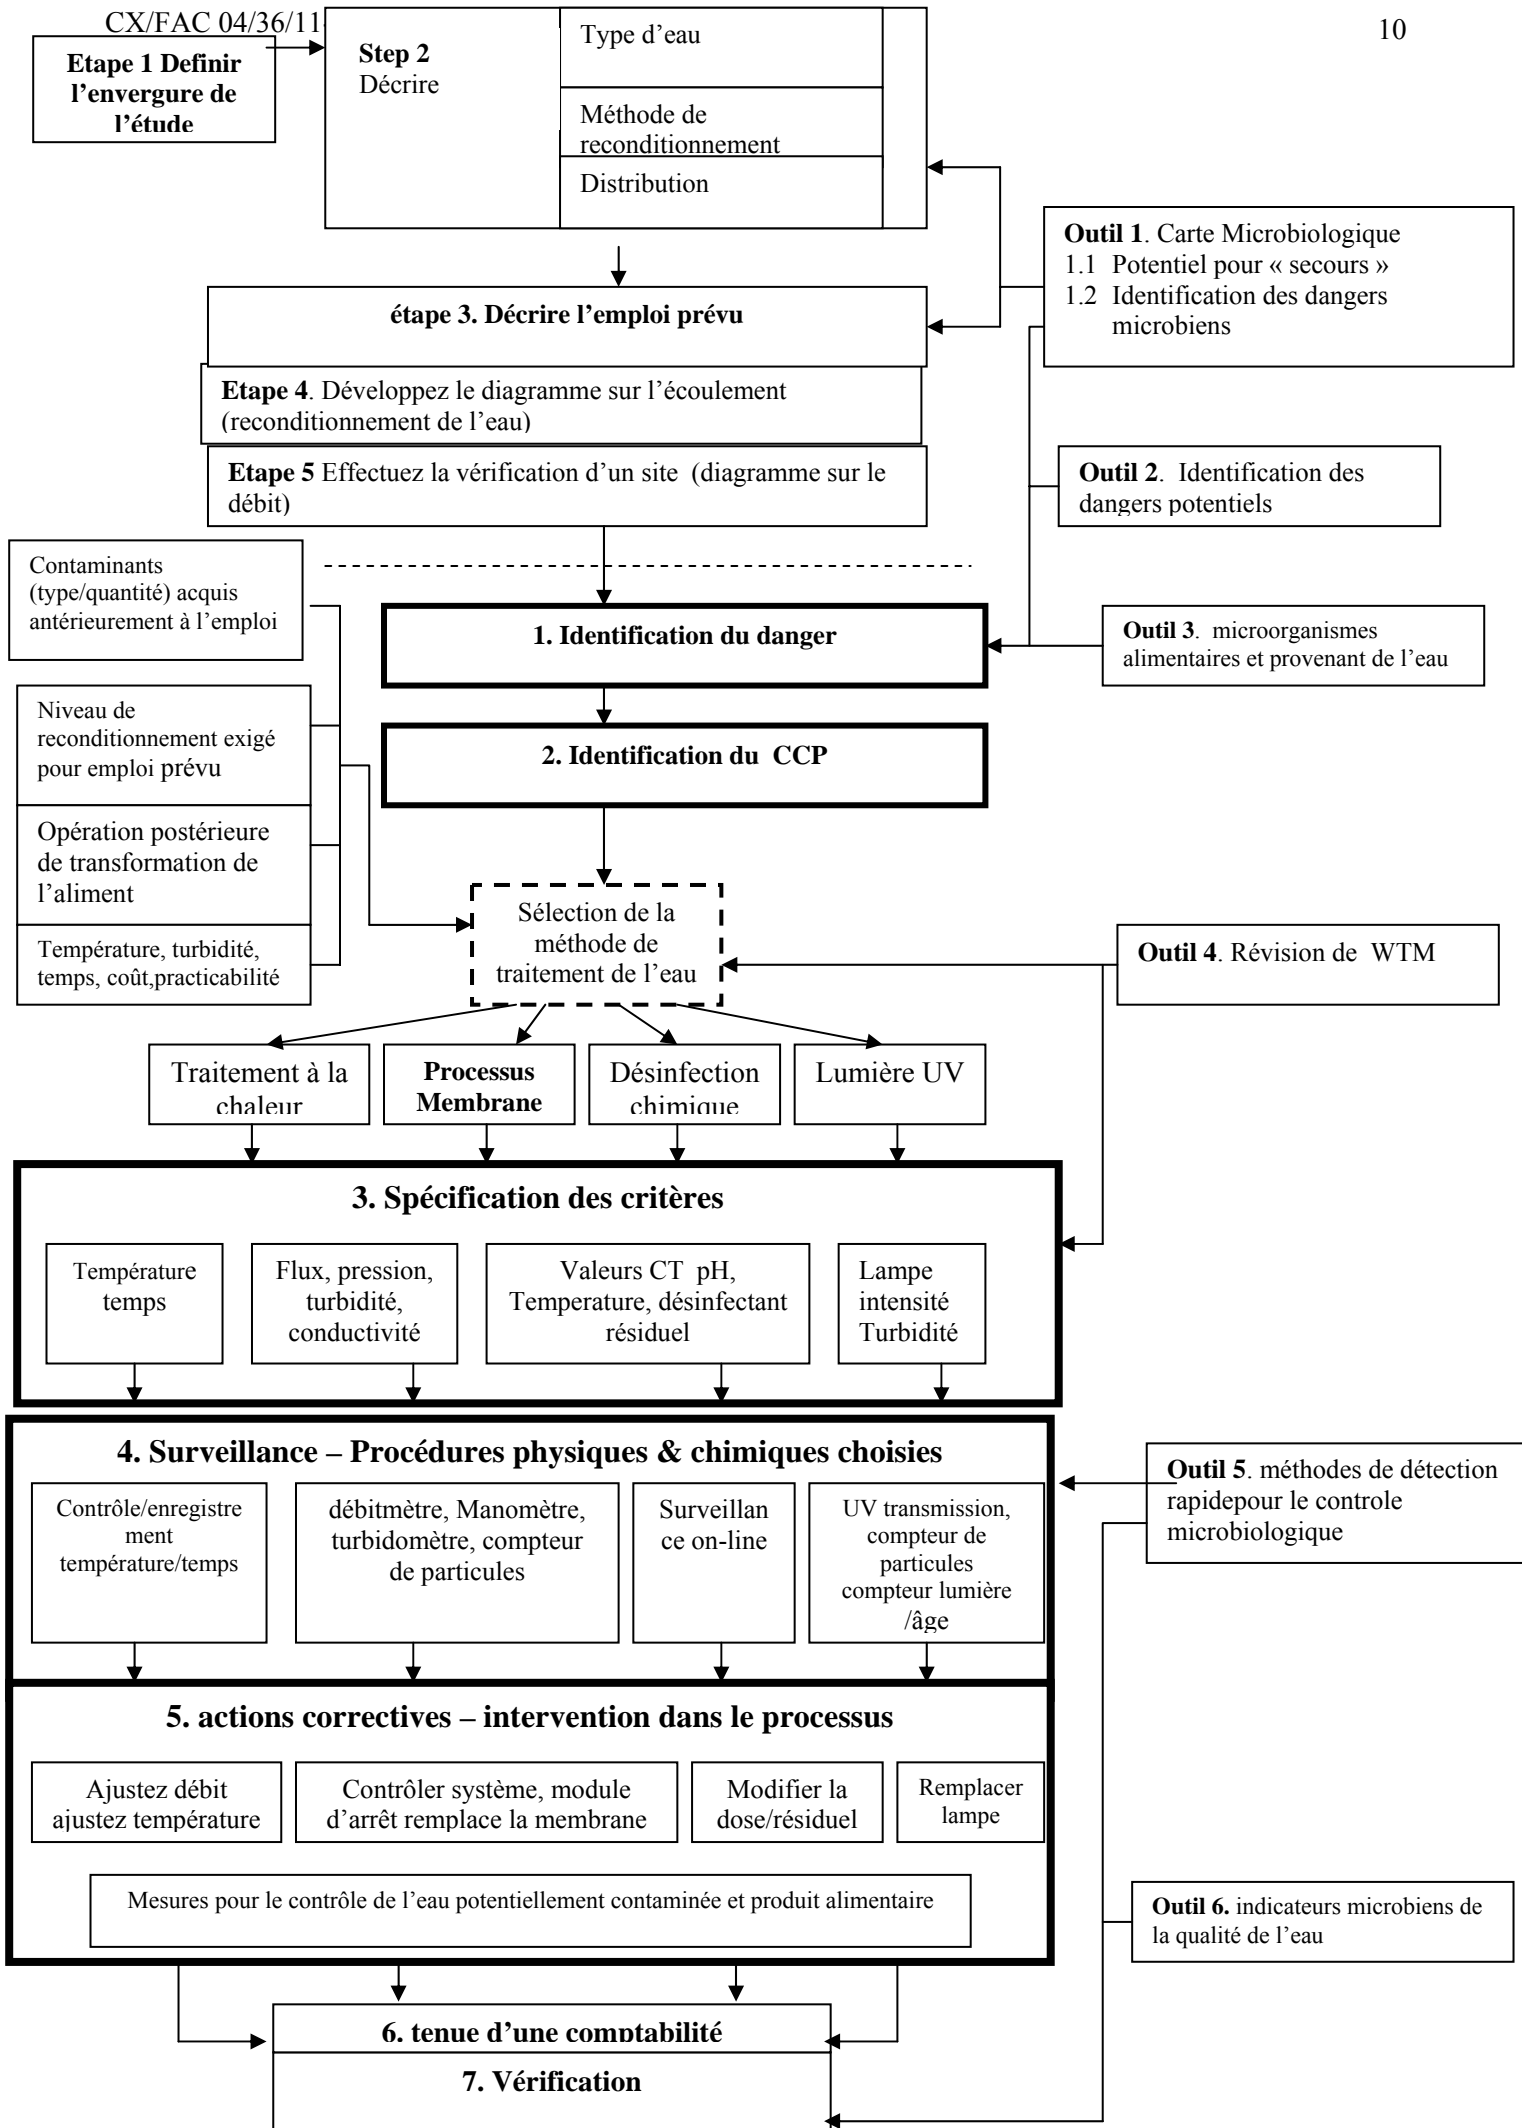 CX/FAC 04/36/11
10
Etape 1 Definir
l’envergure de
l’étude
Step 2
Décrire
Type d’eau
Méthode de
reconditionnement
Distribution
Outil 1. Carte Microbiologique
1.1 Potentiel pour « secours »
1.2 Identification des dangers
microbiens
étape 3. Décrire l’emploi prévu
Etape 4. Développez le diagramme sur l’écoulement
(reconditionnement de l’eau)
Etape 5 Effectuez la vérification d’un site (diagramme sur le
débit)
Outil 2. Identification des
dangers potentiels
Contaminants
(type/quantité) acquis
antérieurement à l’emploi
1. Identification du danger
Outil 3. microorganismes
alimentaires et provenant de l’eau
Niveau de
reconditionnement exigé
pour emploi prévu
2. Identification du CCP
Opération postérieure
de transformation de
l’aliment
Température, turbidité,
temps, coût,practicabilité
Sélection de la
méthode de
traitement de l’eau
Outil 4. Révision de WTM
Traitement à la
chaleur
Processus
Membrane
Désinfection
chimique
Lumière UV
3. Spécification des critères
Température
temps
Flux, pression,
turbidité,
conductivité
Valeurs CT pH,
Temperature, désinfectant
résiduel
Lampe
intensité
Turbidité
4. Surveillance – Procédures physiques & chimiques choisies
Contrôle/enregistre
ment
température/temps
débitmètre, Manomètre,
turbidomètre, compteur
de particules
Surveillan
ce on-line
UV transmission,
compteur de
particules
compteur lumière
/âge
Outil 5. méthodes de détection
rapidepour le controle
microbiologique
5. actions correctives – intervention dans le processus
Ajustez débit
ajustez température
Contrôler système, module
d’arrêt remplace la membrane
Modifier la
dose/résiduel
Remplacer
lampe
Mesures pour le contrôle de l’eau potentiellement contaminée et produit alimentaire
Outil 6. indicateurs microbiens de
la qualité de l’eau
6. tenue d’une comptabilité
7. Vérification